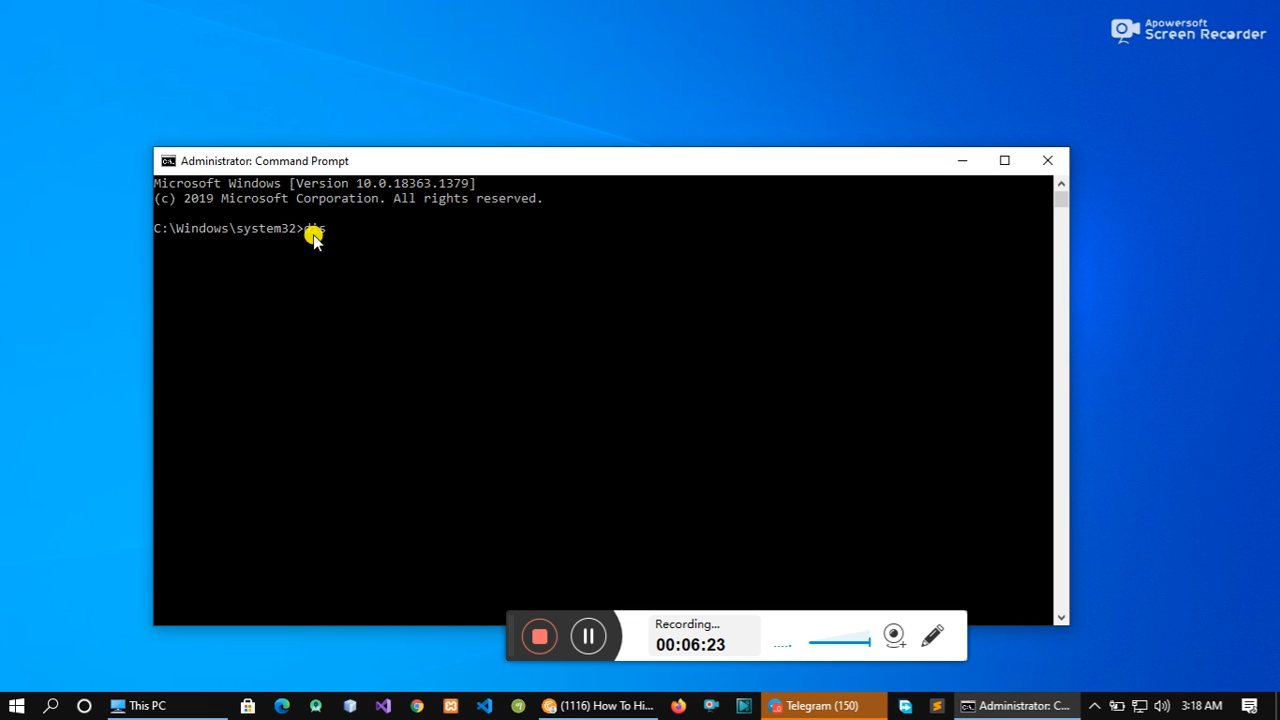 Apowersoft
Screen Recorder
Administrator: Command Prompt
Microsoft Windows [Version 10.0.18363.1379]
(c) 2019 Microsoft Corporation. All rights reserved.
C:\Windows\system32>dis
Recording...
00:06:23
This PC
(1116) How To Hi...
Telegram (150)
Administrator: C...
3:18 AM